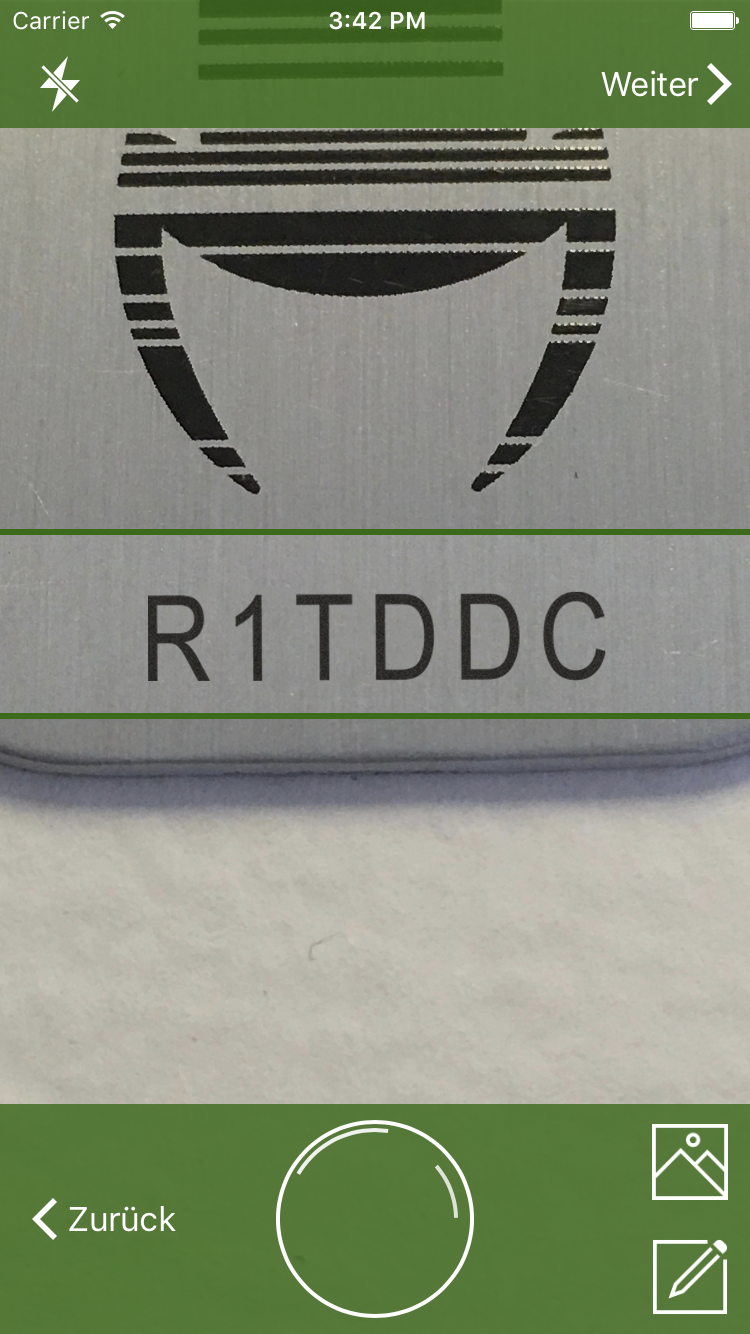 Carrier 3:42 PM
Weiter
R1TDDC
Zurück